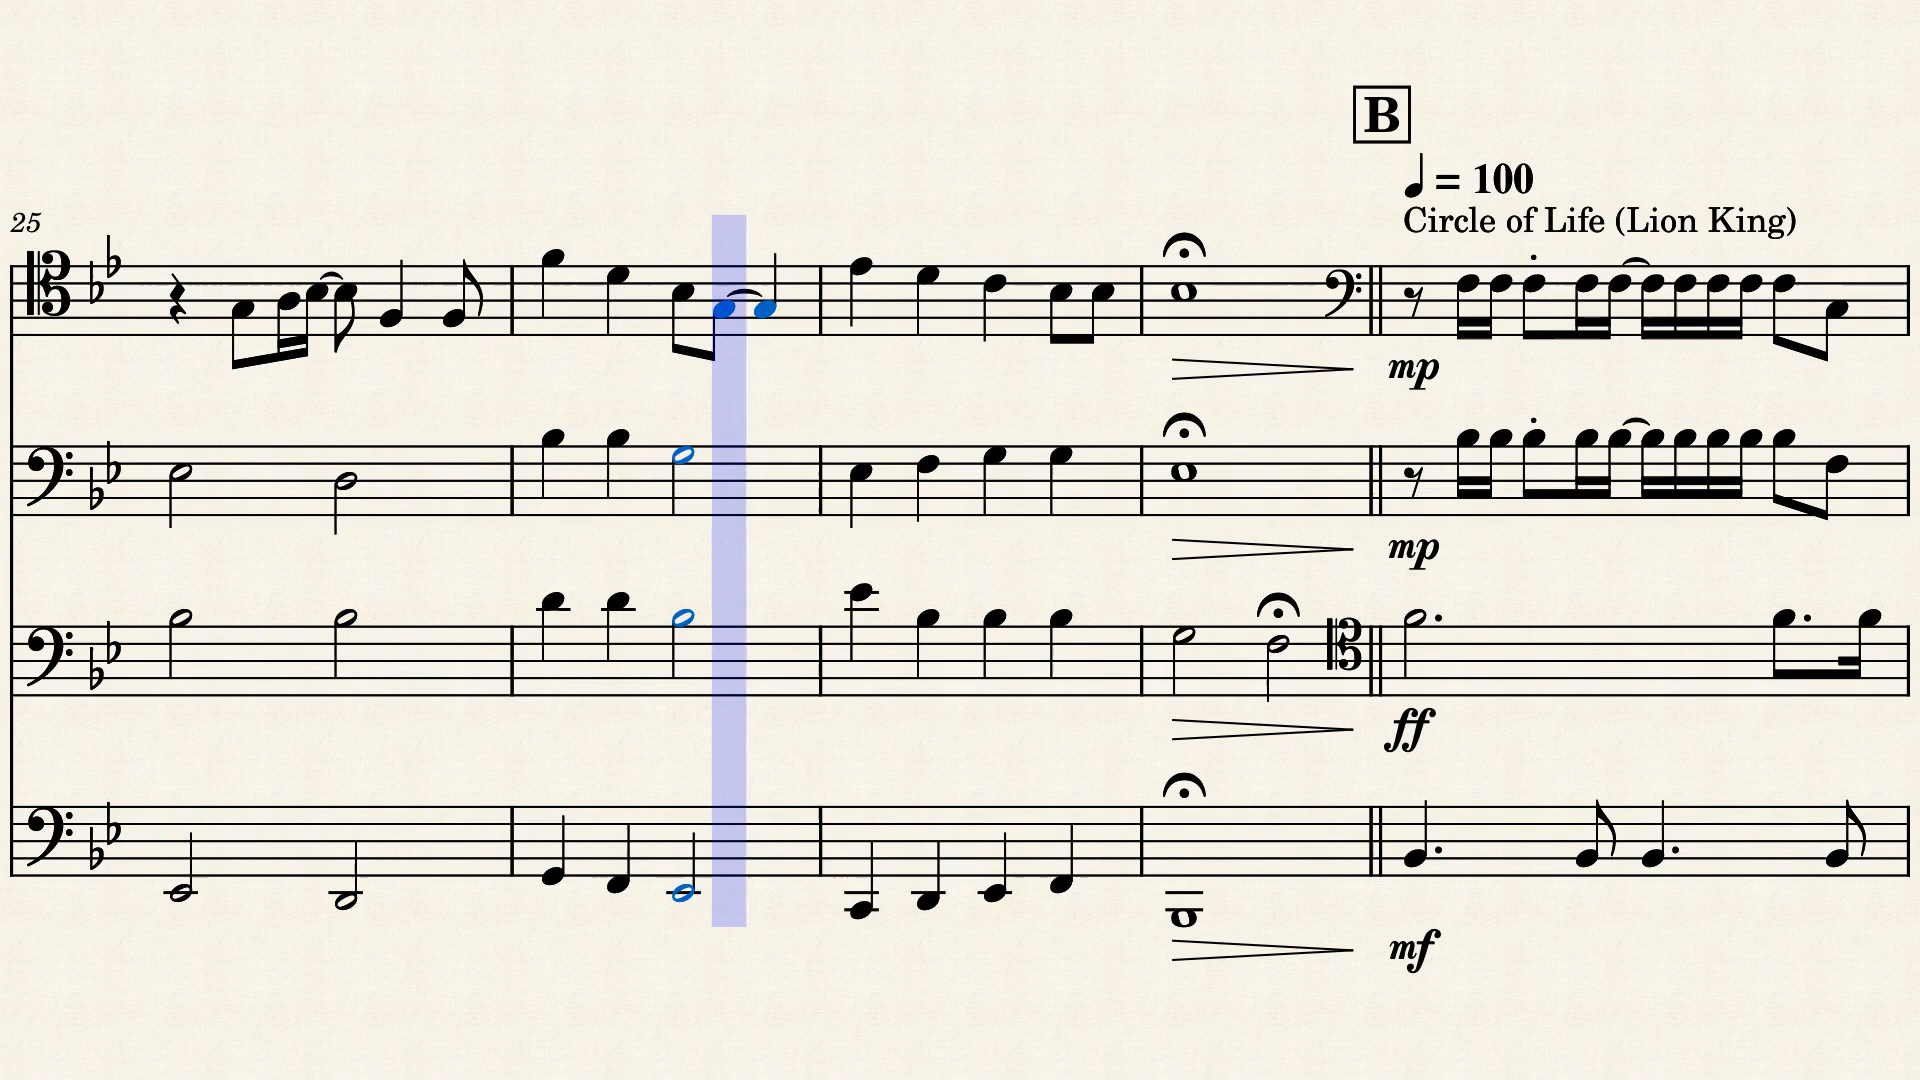 B
♩ = 100
Circle of Life (Lion King)
25
mp
mp
ff
mf